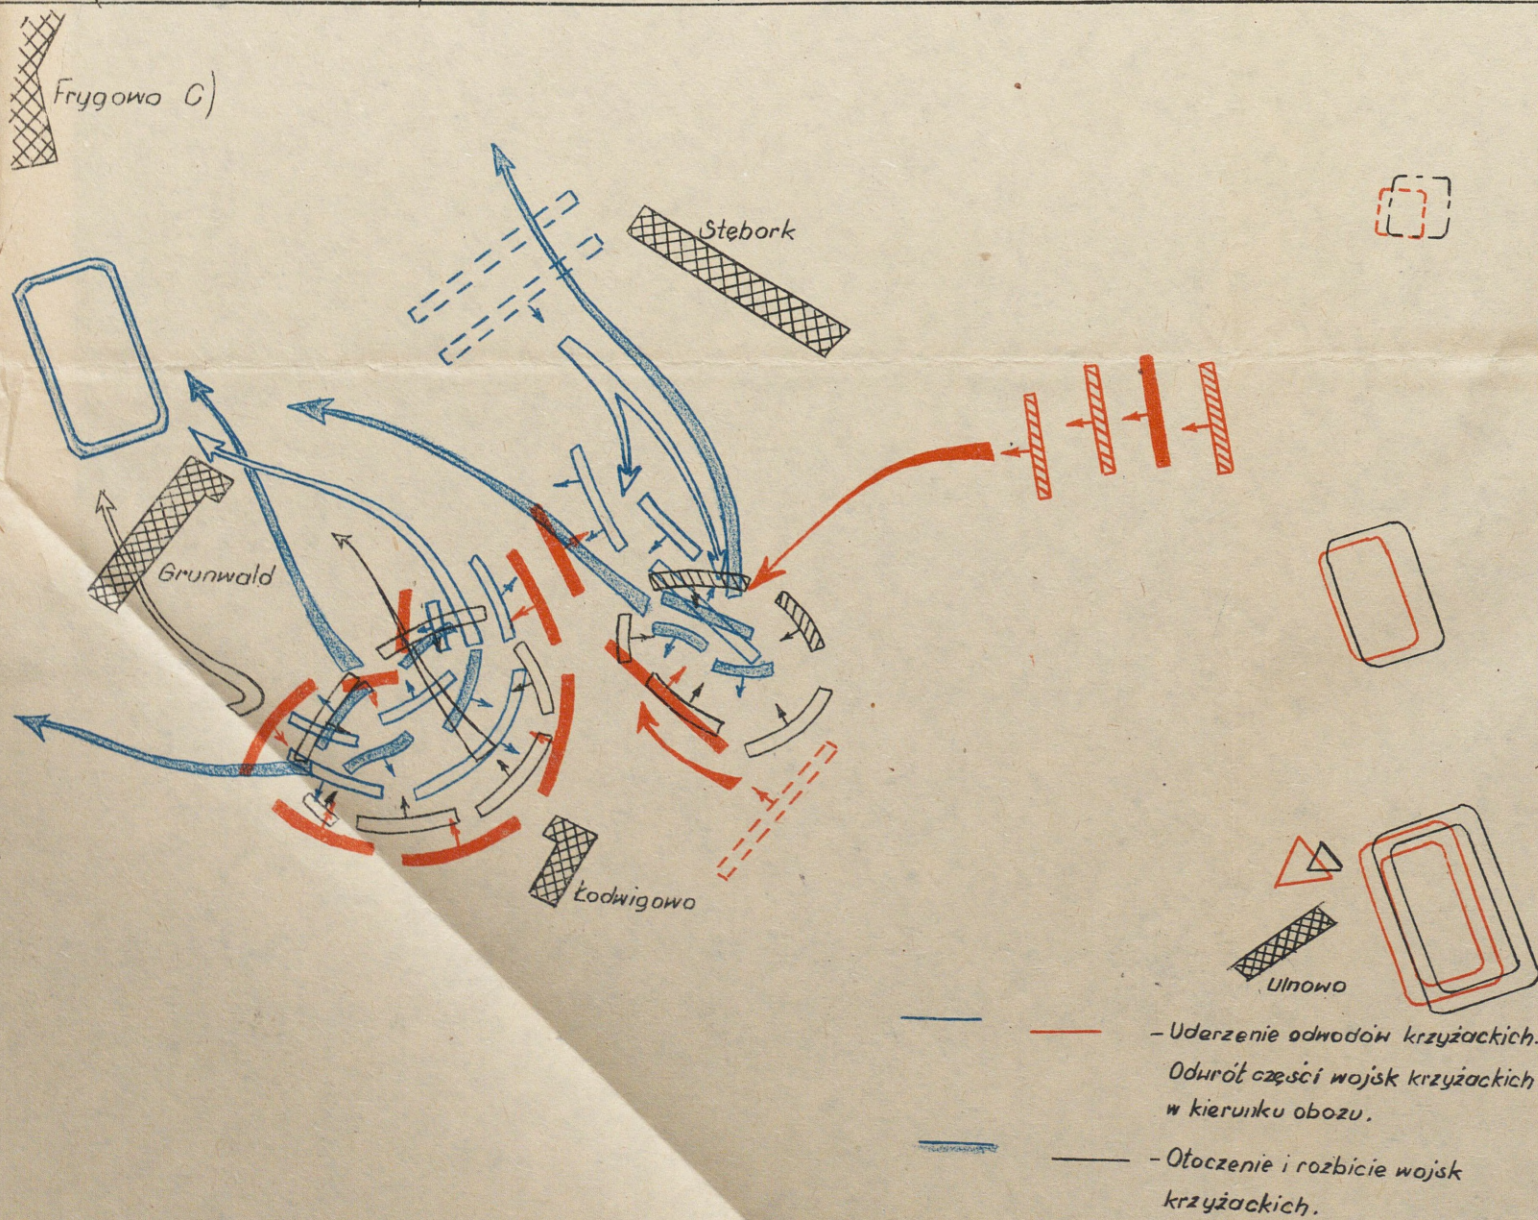 Frygowo C)
Stębork
Grunwald
Łodwigowo
Ulnowo
- Uderzenie odwodów krzyżackich.
Odwrót części wojsk krzyżackich
w kierunku obozu.
- Otoczenie i rozbicie wojsk
krzyżackich.